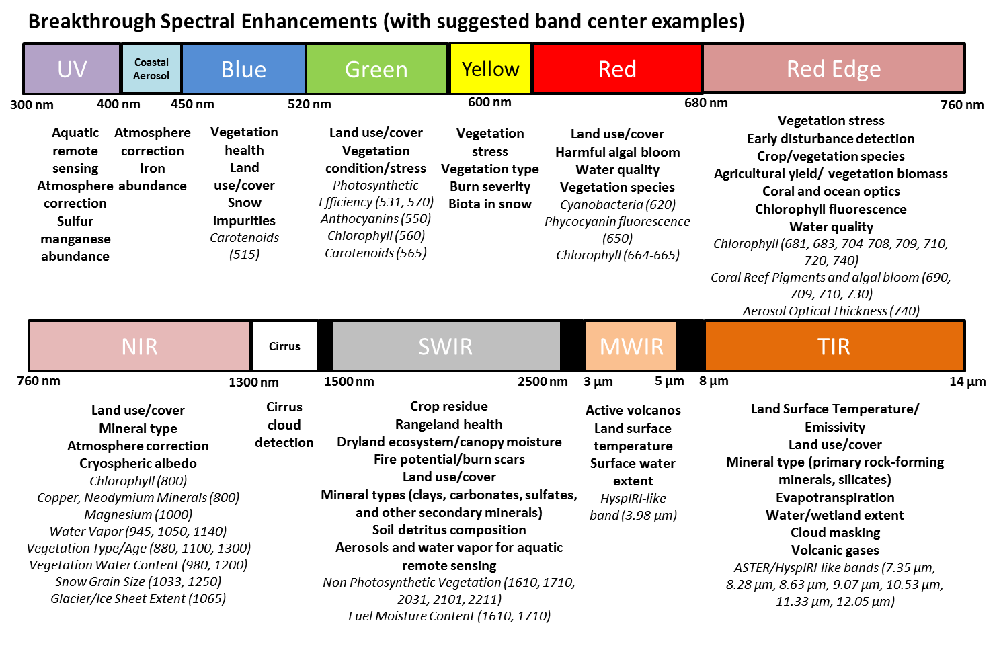 Breakthrough Spectral Enhancements (with suggested band center examples)
UV
Coastal
Aerosol
Blue
Green
Yellow
Red
Red Edge
300 nm
400 nm
450 nm
520 nm
600 nm
680 nm
760 nm
Aquatic
remote
sensing
Atmosphere
correction
Sulfur
manganese
abundance
Atmosphere
correction
Iron
abundance
Vegetation
health
Land
use/cover
Snow
impurities
Carotenoids
(515)
Land use/cover
Vegetation
condition/stress
Photosynthetic
Efficiency (531, 570)
Anthocyanins (550)
Chlorophyll (560)
Carotenoids (565)
Vegetation
stress
Vegetation type
Burn severity
Biota in snow
Land use/cover
Harmful algal bloom
Water quality
Vegetation species
Cyanobacteria (620)
Phycocyanin fluorescence
(650)
Chlorophyll (664-665)
Vegetation stress
Early disturbance detection
Crop/vegetation species
Agricultural yield/ vegetation biomass
Coral and ocean optics
Chlorophyll fluorescence
Water quality
Chlorophyll (681, 683, 704-708, 709, 710,
720, 740)
Coral Reef Pigments and algal bloom (690,
709, 710, 730)
Aerosol Optical Thickness (740)
NIR
Cirrus
SWIR
MWIR
TIR
760 nm
1300 nm
1500 nm
2500 nm
3 µm
5 µm
8 µm
14 µm
Land use/cover
Mineral type
Atmosphere correction
Cryospheric albedo
Chlorophyll (800)
Copper, Neodymium Minerals (800)
Magnesium (1000)
Water Vapor (945, 1050, 1140)
Vegetation Type/Age (880, 1100, 1300)
Vegetation Water Content (980, 1200)
Snow Grain Size (1033, 1250)
Glacier/Ice Sheet Extent (1065)
Cirrus
cloud
detection
Crop residue
Rangeland health
Dryland ecosystem/canopy moisture
Fire potential/burn scars
Land use/cover
Mineral types (clays, carbonates, sulfates,
and other secondary minerals)
Soil detritus composition
Aerosols and water vapor for aquatic
remote sensing
Non Photosynthetic Vegetation (1610, 1710,
2031, 2101, 2211)
Fuel Moisture Content (1610, 1710)
Active volcanos
Land surface
temperature
Surface water
extent
HyspIRI-like
band (3.98 µm)
Land Surface Temperature/
Emissivity
Land use/cover
Mineral type (primary rock-forming
minerals, silicates)
Evapotranspiration
Water/wetland extent
Cloud masking
Volcanic gases
ASTER/HyspIRI-like bands (7.35 µm,
8.28 µm, 8.63 µm, 9.07 µm, 10.53 µm,
11.33 µm, 12.05 µm)